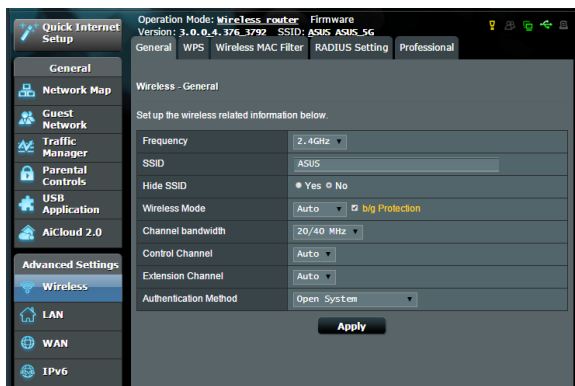 Quick Internet
Setup
Operation Mode: Wireless router Firmware
Version: 3.0.0.4.376_3792 SSID: ASUS ASUS_5G
General WPS Wireless MAC Filter RADIUS Setting Professional
General
Network Map
Guest
Network
Traffic
Manager
Parental
Controls
USB
Application
AiCloud 2.0
Advanced Settings
Wireless
LAN
WAN
IPv6
Wireless - General
Set up the wireless related information below.
Frequency 2.4GHz
SSID ASUS
Hide SSID Yes No
Wireless Mode Auto b/g Protection
Channel bandwidth 20/40 MHz
Control Channel Auto
Extension Channel Auto
Authentication Method Open System
Apply